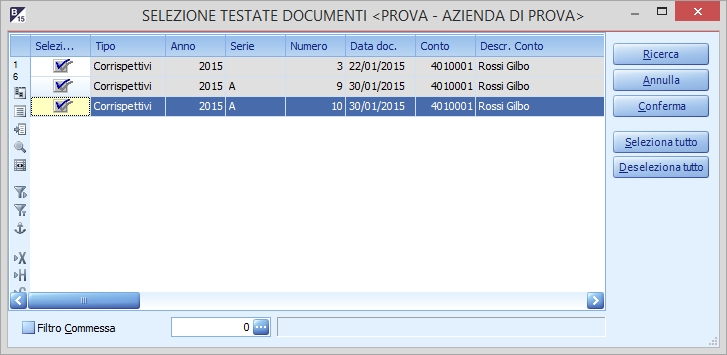 B 15 SELEZIONE TESTATE DOCUMENTI <PROVA - AZIENDA DI PROVA>
Selezi... Tipo Anno Serie Numero Data doc. Conto Descr. Conto
Corrispettivi 2015 3 22/01/2015 4010001 Rossi Gilbo
Corrispettivi 2015 A 9 30/01/2015 4010001 Rossi Gilbo
Corrispettivi 2015 A 10 30/01/2015 4010001 Rossi Gilbo
1
6
X
H
Ricerca
Annulla
Conferma
Seleziona tutto
Deseleziona tutto
Filtro Commessa 0 ...